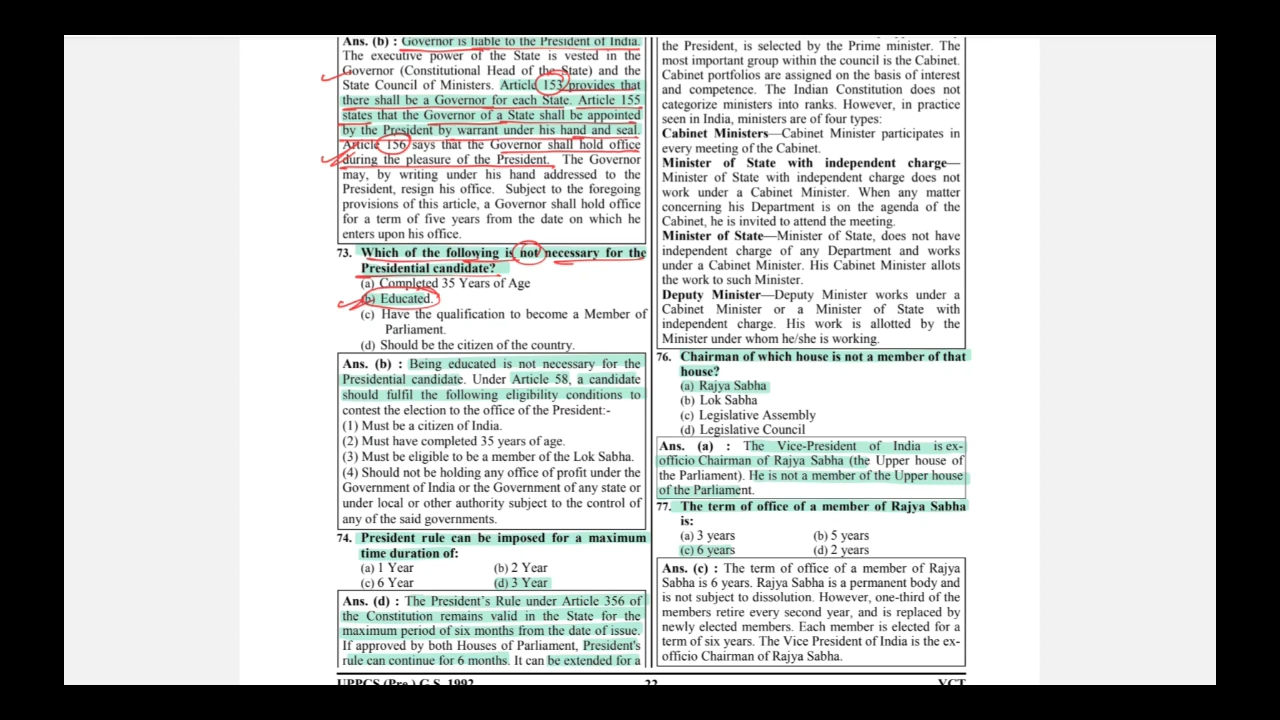 Ans. (b) : Governor is liable to the President of India.
The executive power of the State is vested in the
Governor (Constitutional Head of the State) and the
State Council of Ministers. Article 153 provides that
there shall be a Governor for each State. Article 155
states that the Governor of a State shall be appointed
by the President by warrant under his hand and seal.
Article 156 says that the Governor shall hold office
during the pleasure of the President. The Governor
may, by writing under his hand addressed to the
President, resign his office. Subject to the foregoing
provisions of this article, a Governor shall hold office
for a term of five years from the date on which he
enters upon his office.
73. Which of the following is not necessary for the
Presidential candidate?
(a) Completed 35 Years of Age
(b) Educated.
(c) Have the qualification to become a Member of
Parliament.
(d) Should be the citizen of the country.
Ans. (b) : Being educated is not necessary for the
Presidential candidate. Under Article 58, a candidate
should fulfil the following eligibility conditions to
contest the election to the office of the President:-
(1) Must be a citizen of India.
(2) Must have completed 35 years of age.
(3) Must be eligible to be a member of the Lok Sabha.
(4) Should not be holding any office of profit under the
Government of India or the Government of any state or
under local or other authority subject to the control of
any of the said governments.
74. President rule can be imposed for a maximum
time duration of:
(a) 1 Year (b) 2 Year
(c) 6 Year (d) 3 Year
Ans. (d) : The President's Rule under Article 356 of
the Constitution remains valid in the State for the
maximum period of six months from the date of issue.
If approved by both Houses of Parliament, President's
rule can continue for 6 months. It can be extended for a
the President, is selected by the Prime minister. The
most important group within the council is the Cabinet.
Cabinet portfolios are assigned on the basis of interest
and competence. The Indian Constitution does not
categorize ministers into ranks. However, in practice
seen in India, ministers are of four types:
Cabinet Ministers—Cabinet Minister participates in
every meeting of the Cabinet.
Minister of State with independent charge—
Minister of State with independent charge does not
work under a Cabinet Minister. When any matter
concerning his Department is on the agenda of the
Cabinet, he is invited to attend the meeting.
Minister of State—Minister of State, does not have
independent charge of any Department and works
under a Cabinet Minister. His Cabinet Minister allots
the work to such Minister.
Deputy Minister—Deputy Minister works under a
Cabinet Minister or a Minister of State with
independent charge. His work is allotted by the
Minister under whom he/she is working.
76. Chairman of which house is not a member of that
house?
(a) Rajya Sabha
(b) Lok Sabha
(c) Legislative Assembly
(d) Legislative Council
Ans. (a) : The Vice-President of India is ex-
officio Chairman of Rajya Sabha (the Upper house of
the Parliament). He is not a member of the Upper house
of the Parliament.
77. The term of office of a member of Rajya Sabha
is:
(a) 3 years (b) 5 years
(c) 6 years (d) 2 years
Ans. (c) : The term of office of a member of Rajya
Sabha is 6 years. Rajya Sabha is a permanent body and
is not subject to dissolution. However, one-third of the
members retire every second year, and is replaced by
newly elected members. Each member is elected for a
term of six years. The Vice President of India is the ex-
officio Chairman of Rajya Sabha.
UPPCS (Pre.) G.S. 1992 22 YCT